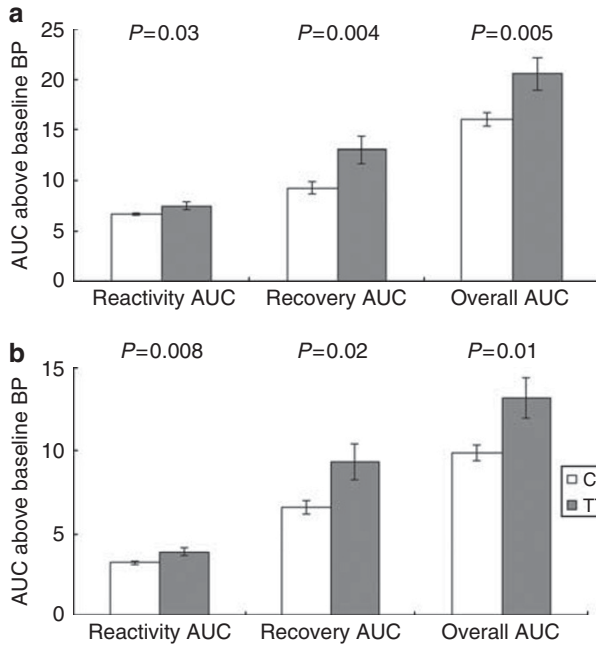 a
AUC above baseline BP
P=0.03 P=0.004 P=0.005
25
20
15
10
5
0
Reactivity AUC Recovery AUC Overall AUC
b
AUC above baseline BP
P=0.008 P=0.02 P=0.01
15
10
5
0
C
T
Reactivity AUC Recovery AUC Overall AUC